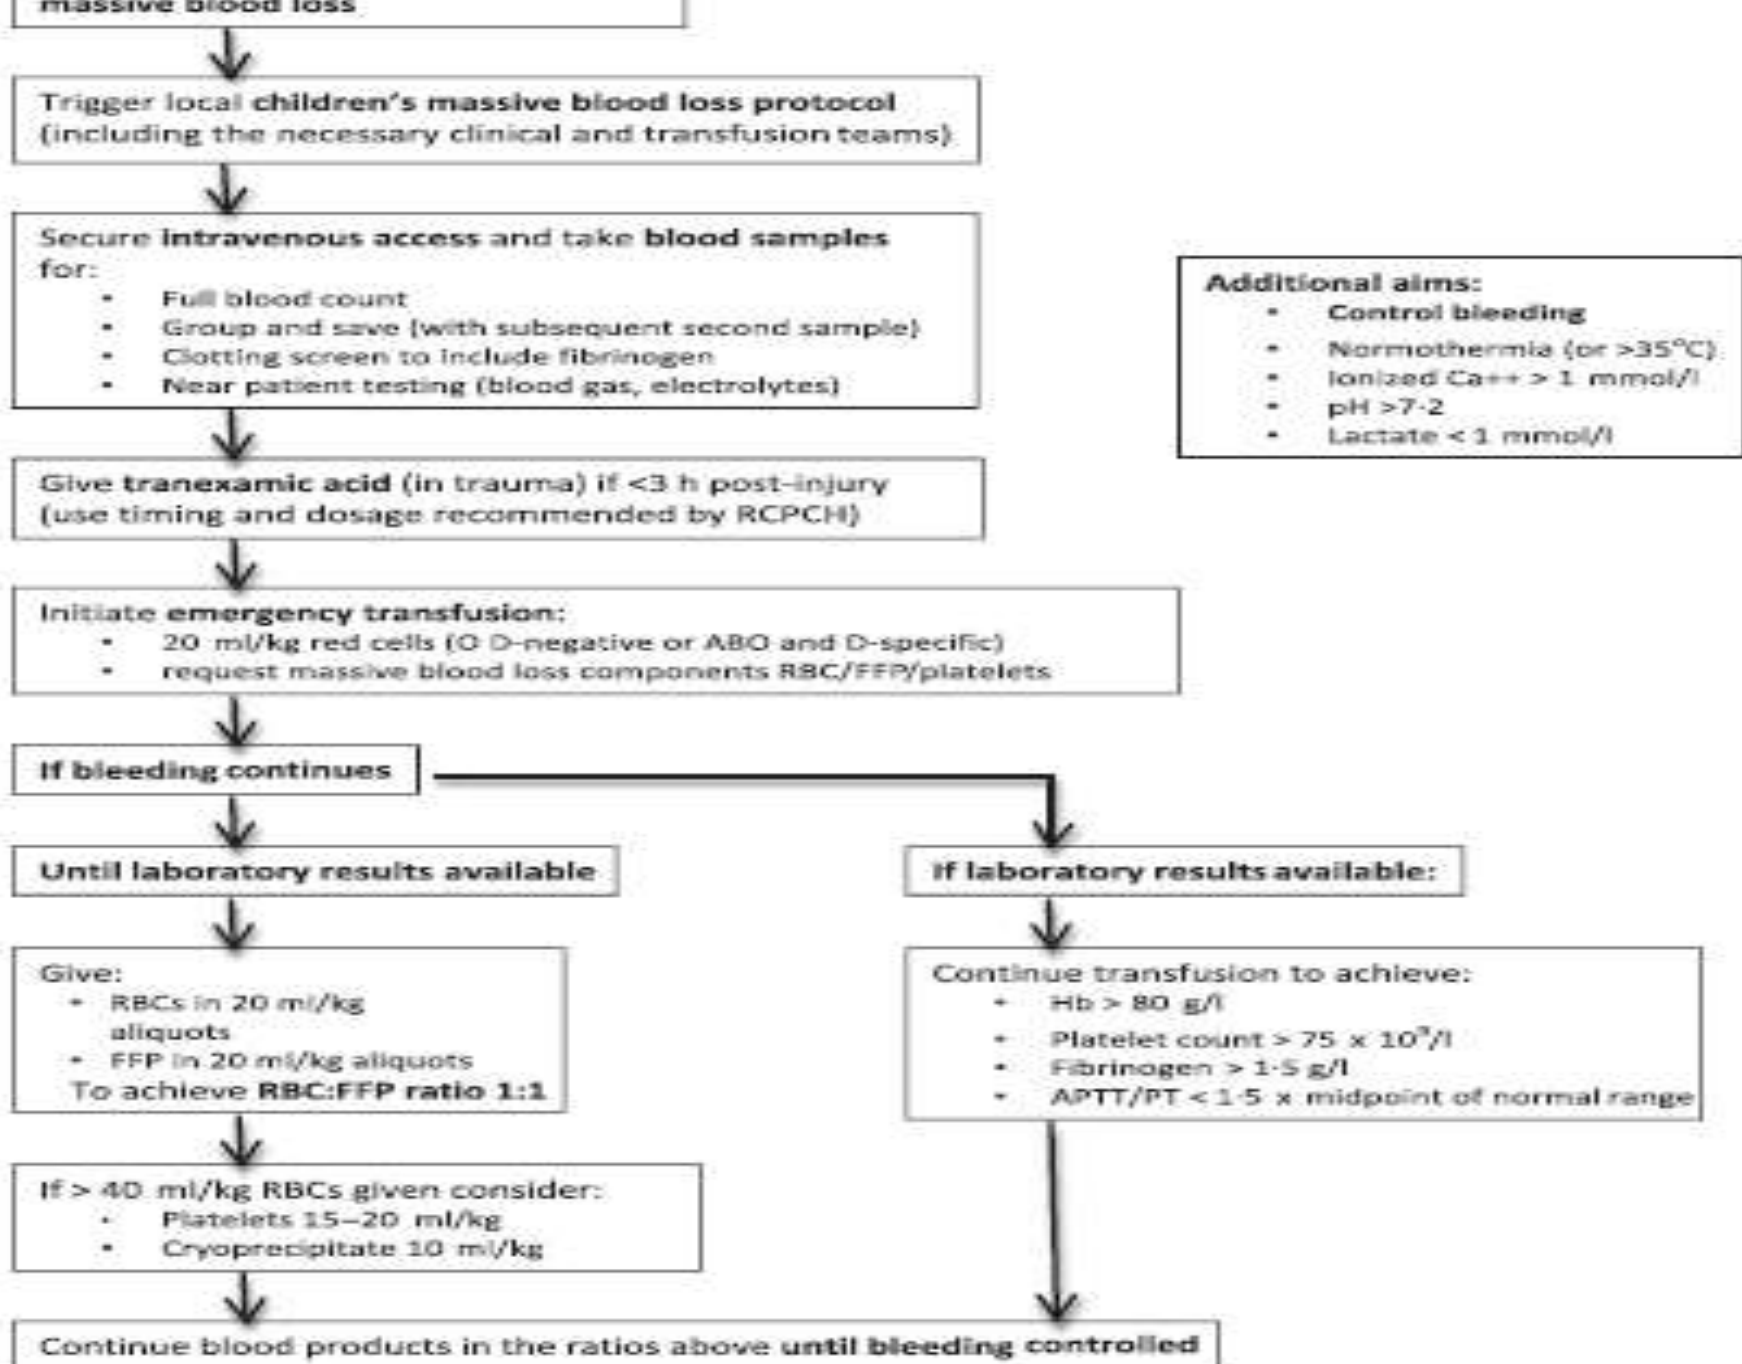 massive blood loss
Trigger local children's massive blood loss protocol
(including the necessary clinical and transfusion teams)
Secure intravenous access and take blood samples
for:
• Full blood count
• Group and save (with subsequent second sample)
• Clotting screen to include fibrinogen
• Near patient testing (blood gas, electrolytes)
Additional aims:
• Control bleeding
• Normothermia (or >35°C)
• Ionized Ca++ > 1 mmol/l
• pH >7·2
• Lactate < 1 mmol/l
Give tranexamic acid (in trauma) if <3 h post-injury
(use timing and dosage recommended by RCPCH)
Initiate emergency transfusion:
• 20 ml/kg red cells (O D-negative or ABO and D-specific)
• request massive blood loss components RBC/FFP/platelets
If bleeding continues
Until laboratory results available
Give:
• RBCs in 20 ml/kg
aliquots
• FFP in 20 ml/kg aliquots
To achieve RBC:FFP ratio 1:1
If > 40 ml/kg RBCs given consider:
• Platelets 15–20 ml/kg
• Cryoprecipitate 10 ml/kg
If laboratory results available:
Continue transfusion to achieve:
• Hb > 80 g/l
• Platelet count > 75 x 10⁹/l
• Fibrinogen > 1·5 g/l
• APTT/PT < 1·5 x midpoint of normal range
Continue blood products in the ratios above until bleeding controlled